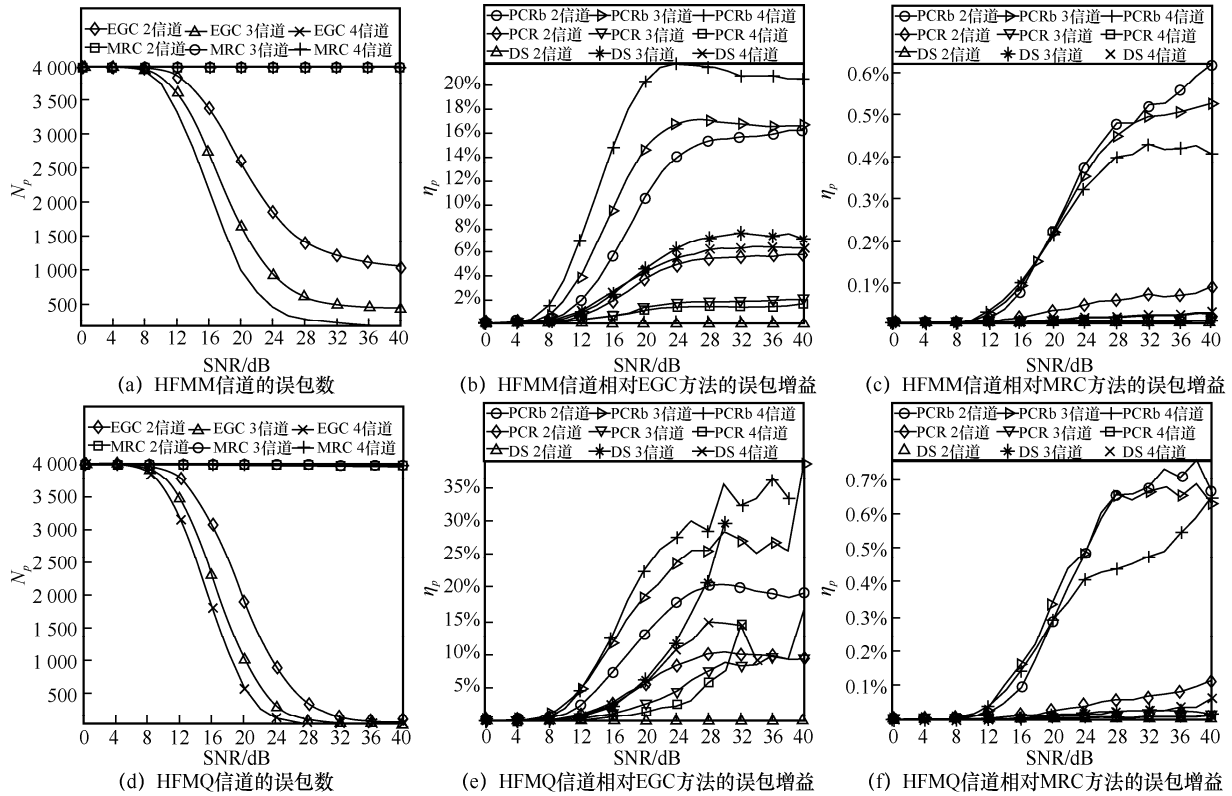 EGC 2信道 EGC 3信道 EGC 4信道
MRC 2信道 MRC 3信道 MRC 4信道
4 000
3 500
3 000
2 500
2 000
1 500
1 000
500
N_p
0 4 8 12 16 20 24 28 32 36 40
SNR/dB
(a) HFMM信道的误包数
PCRb 2信道 PCRb 3信道 PCRb 4信道
PCR 2信道 PCR 3信道 PCR 4信道
DS 2信道 DS 3信道 DS 4信道
20%
18%
16%
14%
12%
10%
8%
6%
4%
2%
η_p
0 4 8 12 16 20 24 28 32 36 40
SNR/dB
(b) HFMM信道相对EGC方法的误包增益
PCRb 2信道 PCRb 3信道 PCRb 4信道
PCR 2信道 PCR 3信道 PCR 4信道
DS 2信道 DS 3信道 DS 4信道
0.6%
0.4%
0.2%
0.1%
η_p
0 4 8 12 16 20 24 28 32 36 40
SNR/dB
(c) HFMM信道相对MRC方法的误包增益
EGC 2信道 EGC 3信道 EGC 4信道
MRC 2信道 MRC 3信道 MRC 4信道
4 000
3 500
3 000
2 500
2 000
1 500
1 000
500
N_p
0 4 8 12 16 20 24 28 32 36 40
SNR/dB
(d) HFMQ信道的误包数
PCRb 2信道 PCRb 3信道 PCRb 4信道
PCR 2信道 PCR 3信道 PCR 4信道
DS 2信道 DS 3信道 DS 4信道
35%
30%
25%
20%
15%
10%
5%
η_p
0 4 8 12 16 20 24 28 32 36 40
SNR/dB
(e) HFMQ信道相对EGC方法的误包增益
PCRb 2信道 PCRb 3信道 PCRb 4信道
PCR 2信道 PCR 3信道 PCR 4信道
DS 2信道 DS 3信道 DS 4信道
0.7%
0.6%
0.5%
0.4%
0.3%
0.1%
η_p
0 4 8 12 16 20 24 28 32 36 40
SNR/dB
(f) HFMQ信道相对MRC方法的误包增益